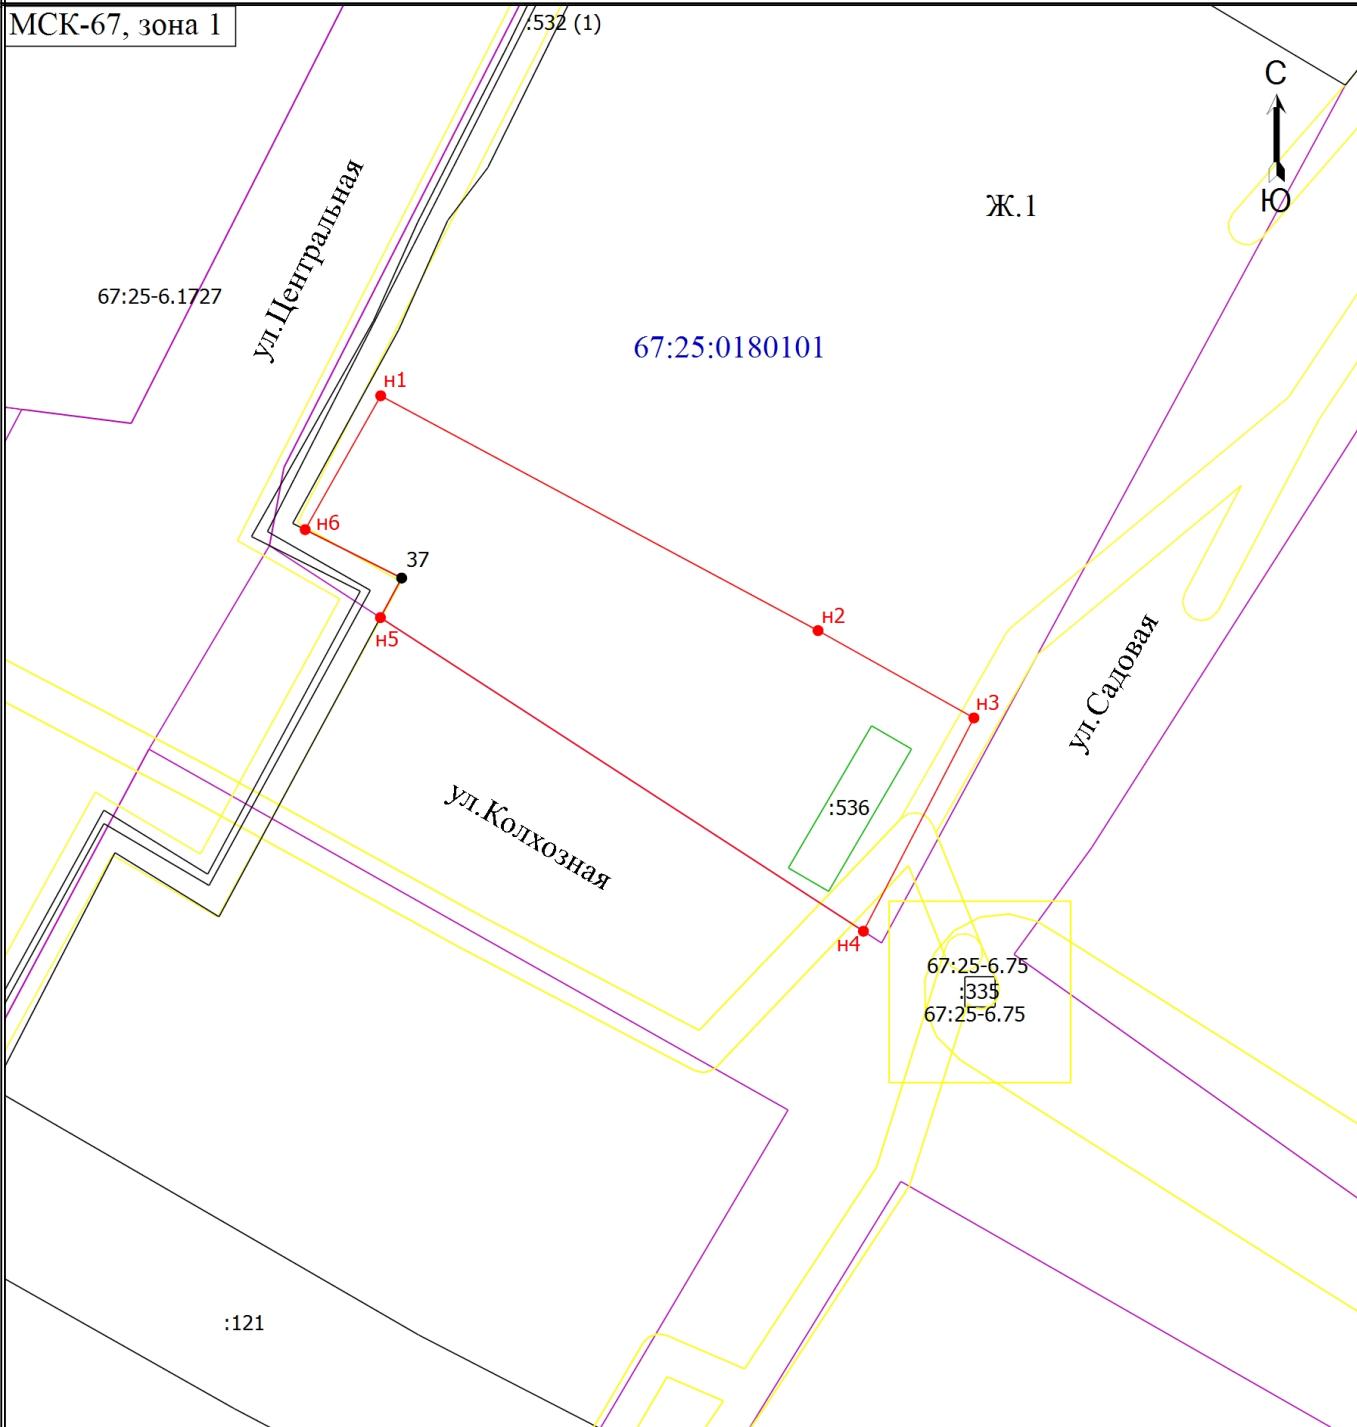 МСК-67, зона 1
:532 (1)
С
Ю
Ж.1
ул.Центральная
67:25-6.1727
67:25:0180101
н1
н6
37
н5
н2
н3
ул.Садовая
:536
ул.Колхозная
н4
67:25-6.75
:335
67:25-6.75
:121